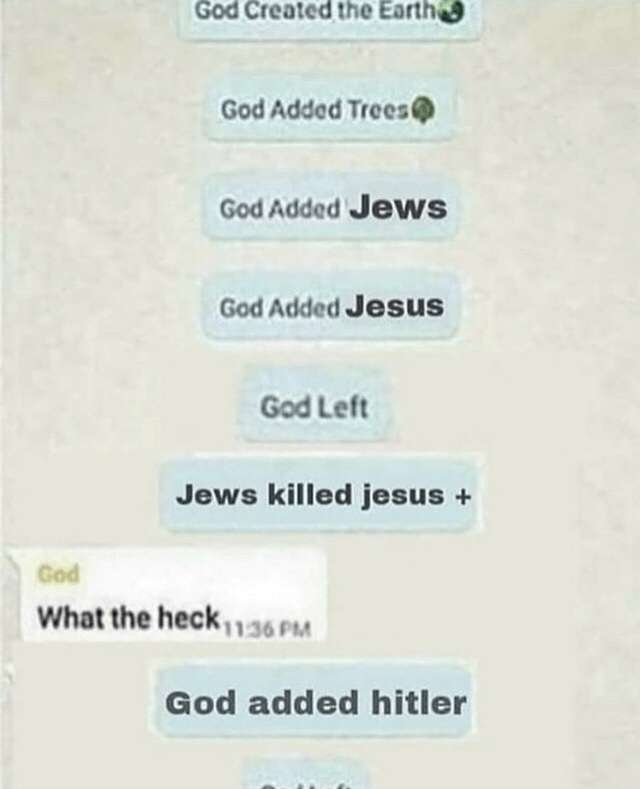 God Created the Earth🌍
God Added Trees🌳
God Added Jews
God Added Jesus
God Left
Jews killed jesus +
God
What the heck 11:36 PM
God added hitler